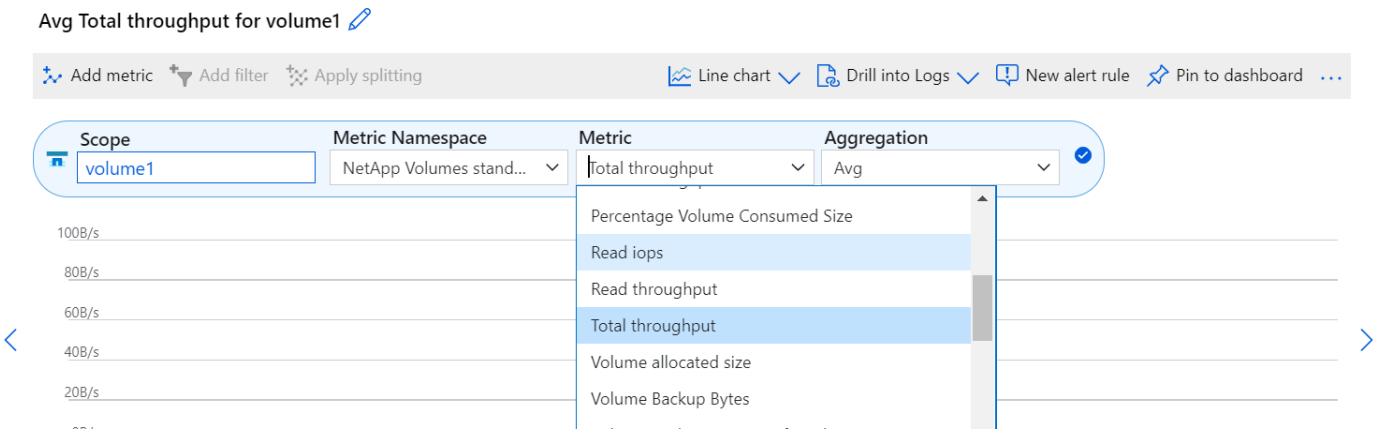 Avg Total throughput for volume1
Add metric Add filter Apply splitting Line chart Drill into Logs New alert rule Pin to dashboard ...
Scope Metric Namespace Metric Aggregation
volume1 NetApp Volumes stand... Total throughput Avg
Percentage Volume Consumed Size
100B/s
Read iops
80B/s
Read throughput
60B/s
Total throughput
40B/s
Volume allocated size
20B/s
Volume Backup Bytes